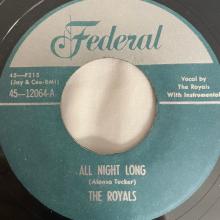 Federal
45—F215
(Jay & Cee-BMI)
45—12064-A
Vocal by
The Royals
With Instrumental
ALL NIGHT LONG
(Alonzo Tucker)
THE ROYALS